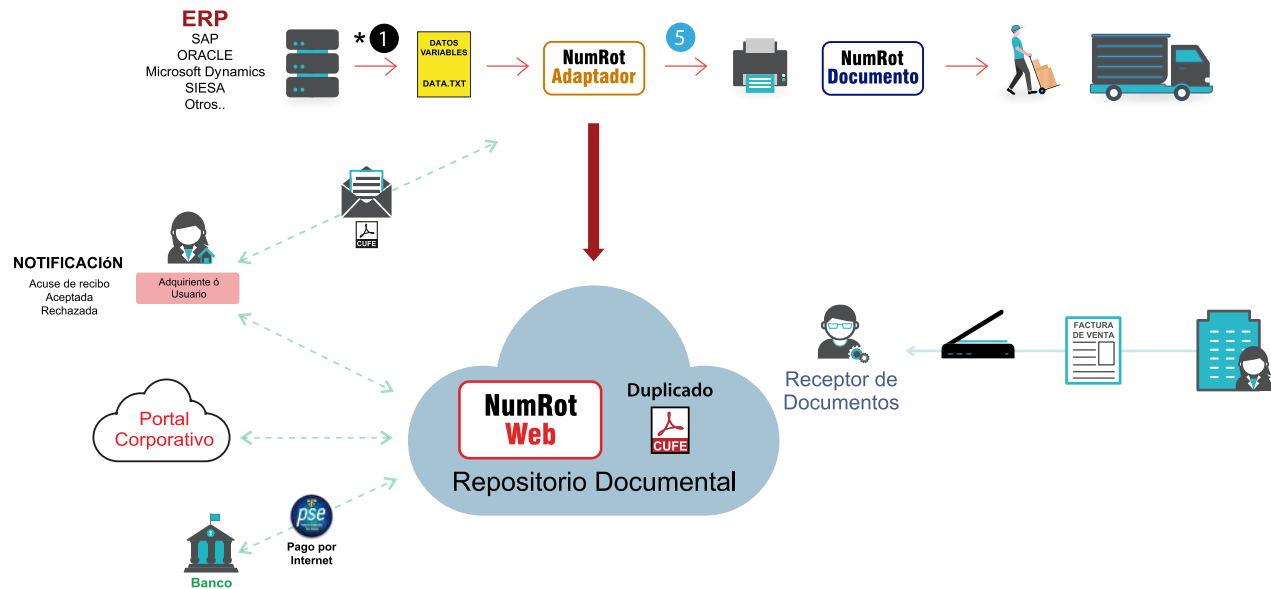 ERP
SAP
ORACLE
Microsoft Dynamics
SIESA
Otros..
* 1
DATOS
VARIABLES
DATA.TXT
NumRot
Adaptador
5
NumRot
Documento
CUFE
NOTIFICACIóN
Acuse de recibo
Aceptada
Rechazada
Adquiriente ó
Usuario
Portal
Corporativo
NumRot
Web
Duplicado
CUFE
Repositorio Documental
Receptor de
Documentos
FACTURA
DE VENTA
pse
Pago por
Internet
$
Banco